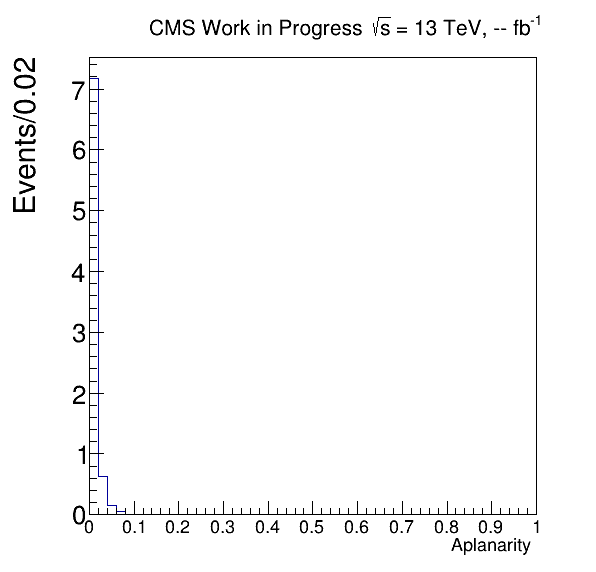 CMS Work in Progress √s = 13 TeV, -- fb⁻¹
Events/0.02
7
6
5
4
3
2
1
0
0 0.1 0.2 0.3 0.4 0.5 0.6 0.7 0.8 0.9 1
Aplanarity